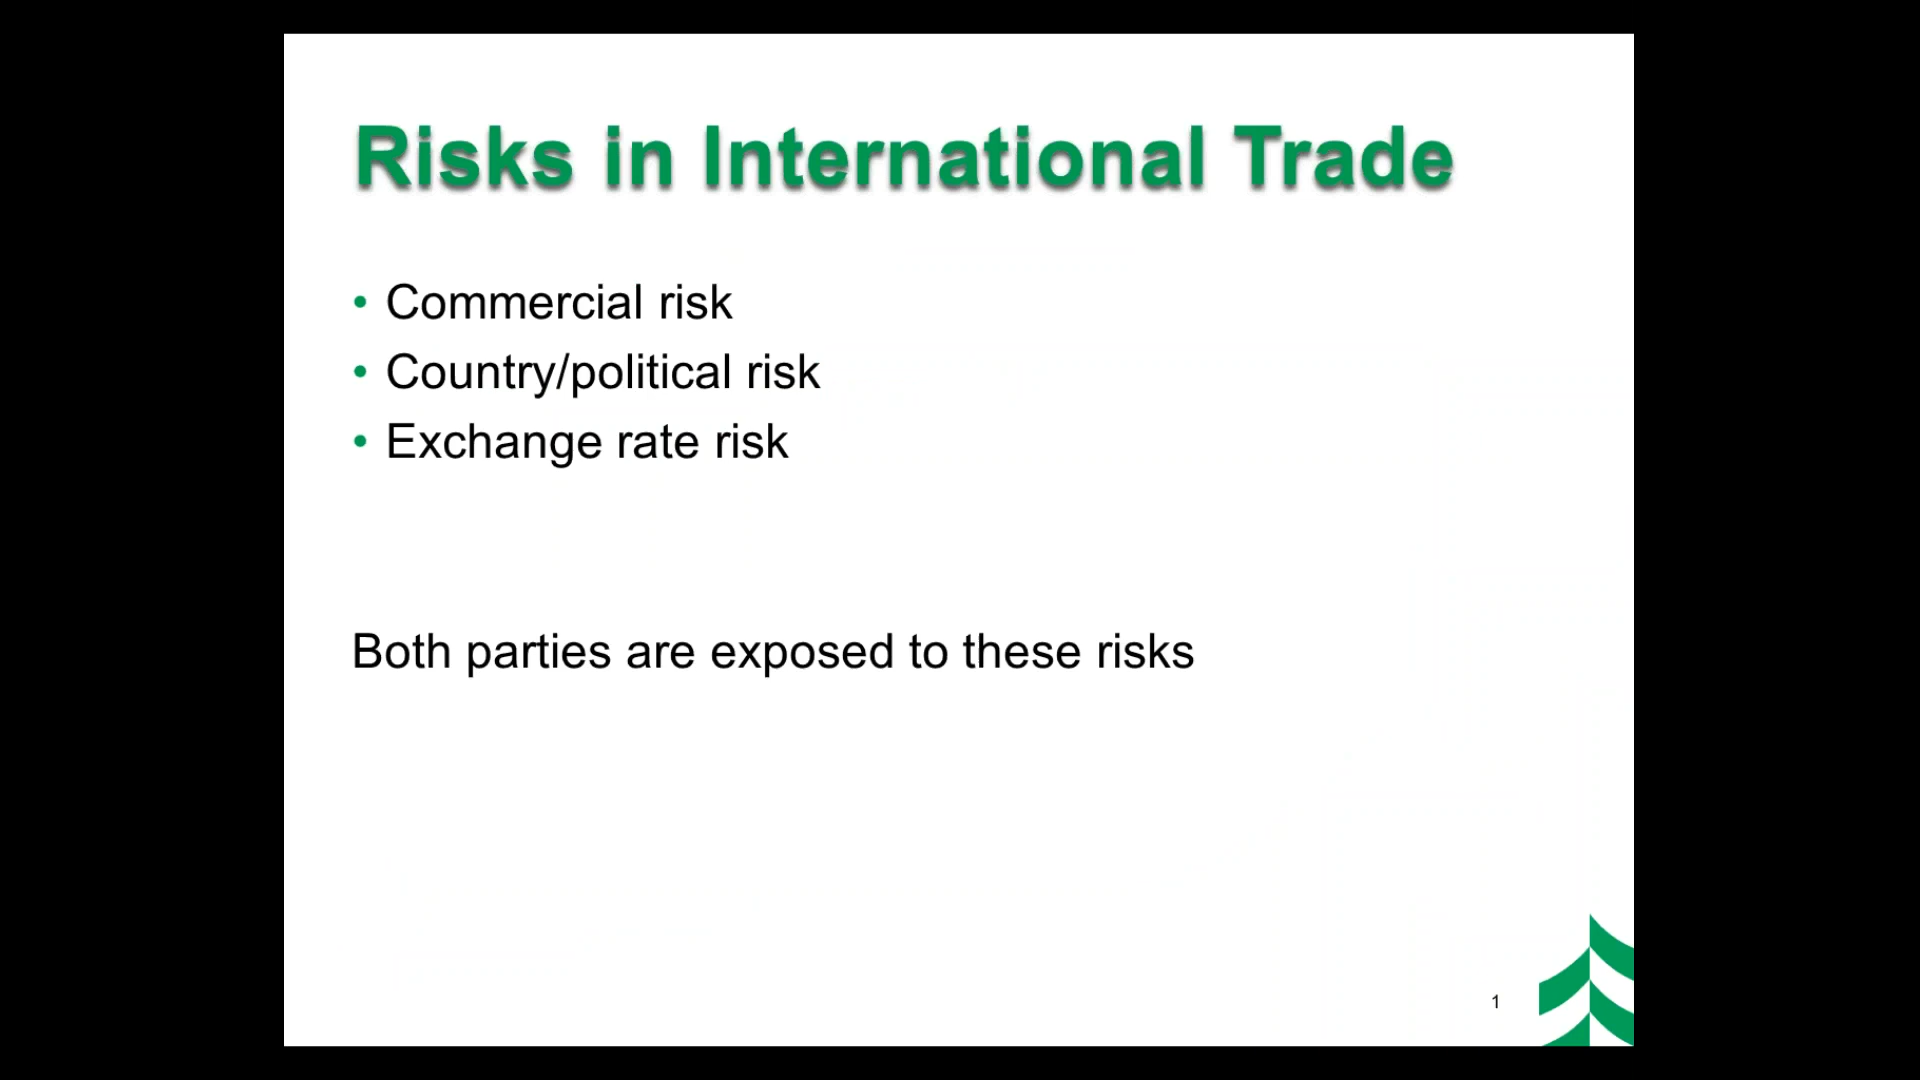 Risks in International Trade
• Commercial risk
• Country/political risk
• Exchange rate risk
Both parties are exposed to these risks
1